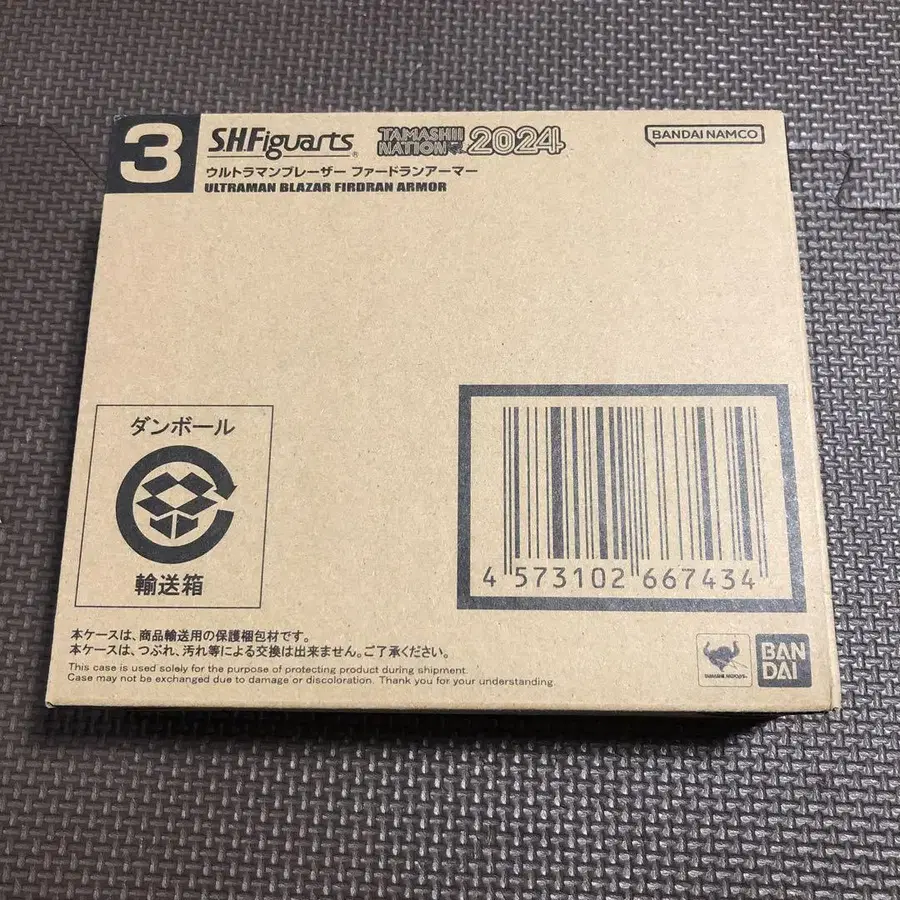 3
S.H.Figuarts®
TAMASHII NATION 2024
BANDAI NAMCO
ウルトラマンブレーザー ファードランアーマー
ULTRAMAN BLAZAR FIRDRAN ARMOR
ダンボール
輸送箱
4 573102 667434
本ケースは、商品輸送用の保護梱包材です。
本ケースは、つぶれ、汚れ等による交換は出来ません。ご了承ください。
This case is used solely for the purpose of protecting product during shipment.
Case may not be exchanged due to damage or discoloration. Thank you for your understanding.
TAMASHII NATIONS
BAN
DAI